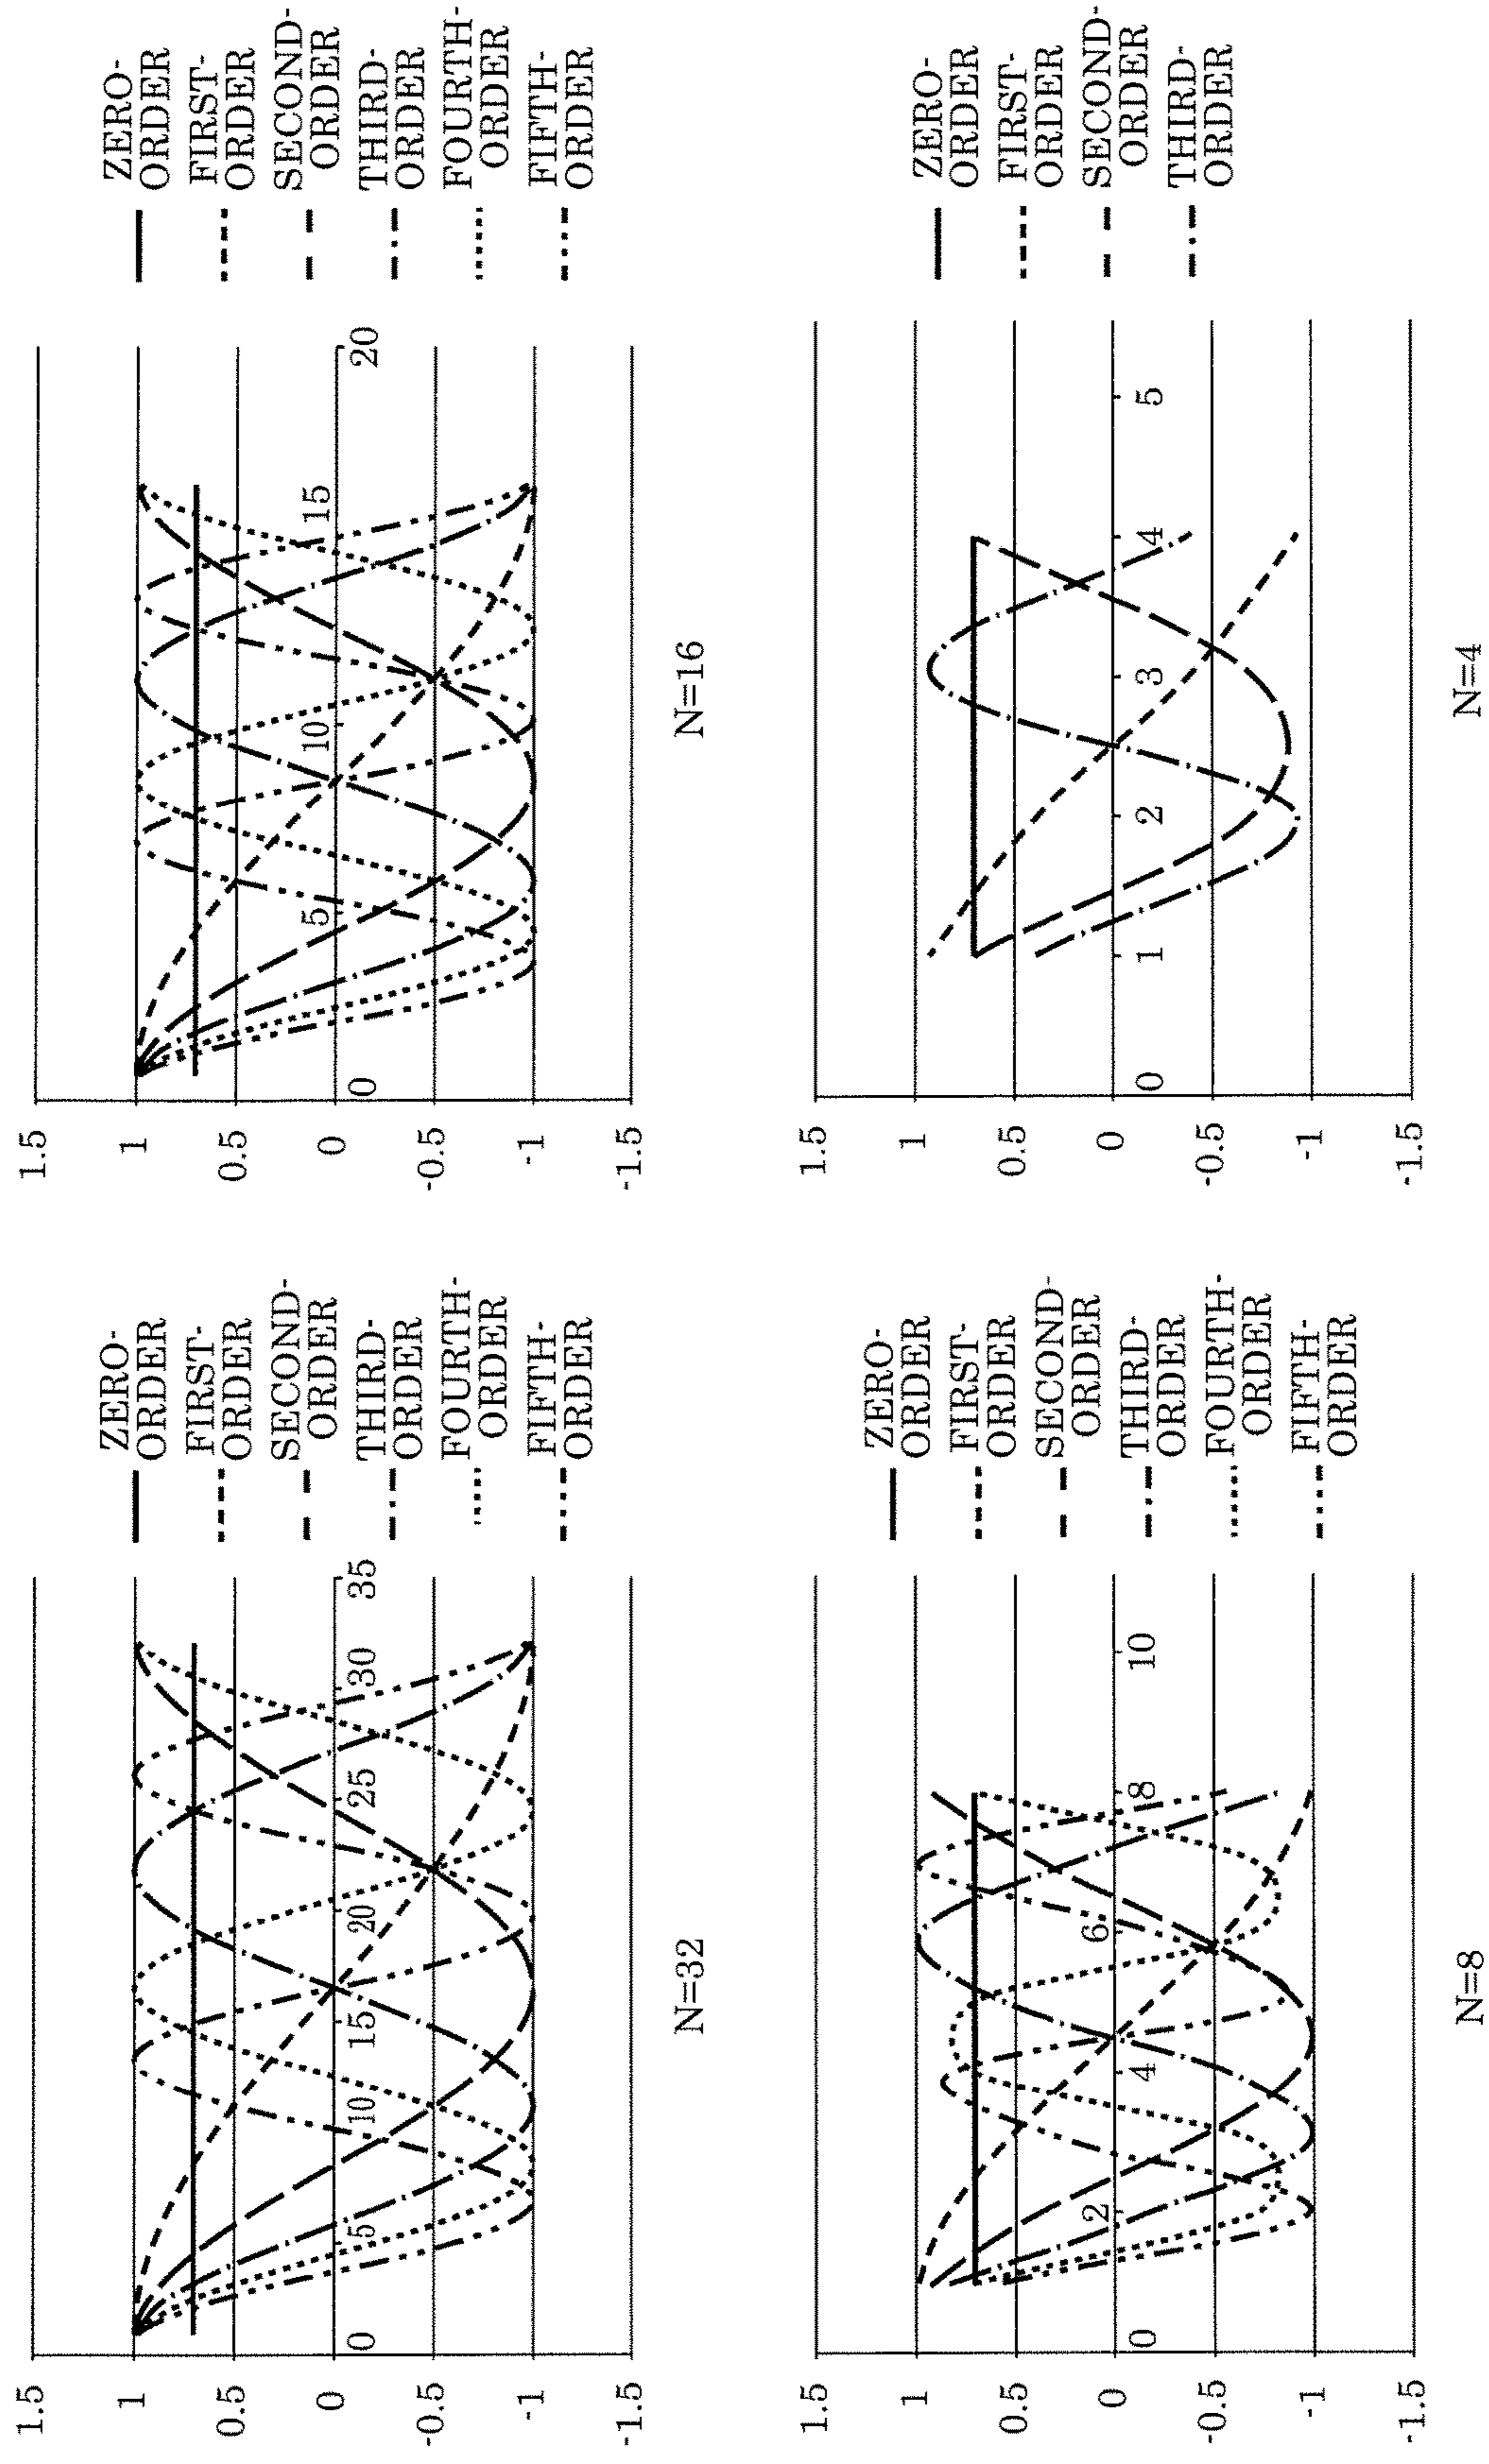 1.5
1
0.5
0
-0.5
-1
-1.5
0
5
10
15
20
25
30
35
ZERO-
ORDER
FIRST-
ORDER
SECOND-
ORDER
THIRD-
ORDER
FOURTH-
ORDER
FIFTH-
ORDER
N=32
1.5
1
0.5
0
-0.5
-1
-1.5
0
5
10
15
20
ZERO-
ORDER
FIRST-
ORDER
SECOND-
ORDER
THIRD-
ORDER
FOURTH-
ORDER
FIFTH-
ORDER
N=16
1.5
1
0.5
0
-0.5
-1
-1.5
0
2
4
6
8
10
ZERO-
ORDER
FIRST-
ORDER
SECOND-
ORDER
THIRD-
ORDER
FOURTH-
ORDER
FIFTH-
ORDER
N=8
1.5
1
0.5
0
-0.5
-1
-1.5
0
1
2
3
4
5
ZERO-
ORDER
FIRST-
ORDER
SECOND-
ORDER
THIRD-
ORDER
N=4